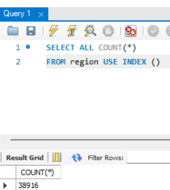 Query 1
1 SELECT ALL COUNT(*)
2 FROM region USE INDEX ()
Result Grid Filter Rows:
COUNT(*)
38916